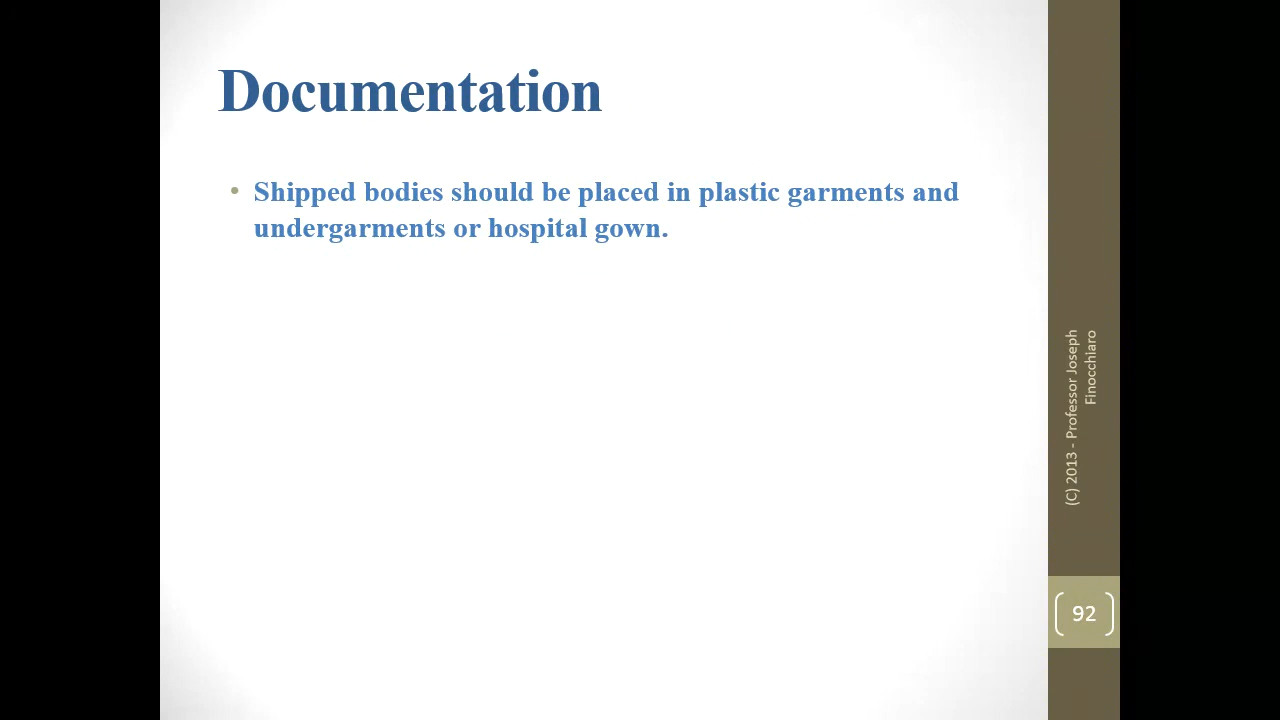 Documentation
• Shipped bodies should be placed in plastic garments and
undergarments or hospital gown.
(C) 2013 - Professor Joseph
Finocchiaro
92